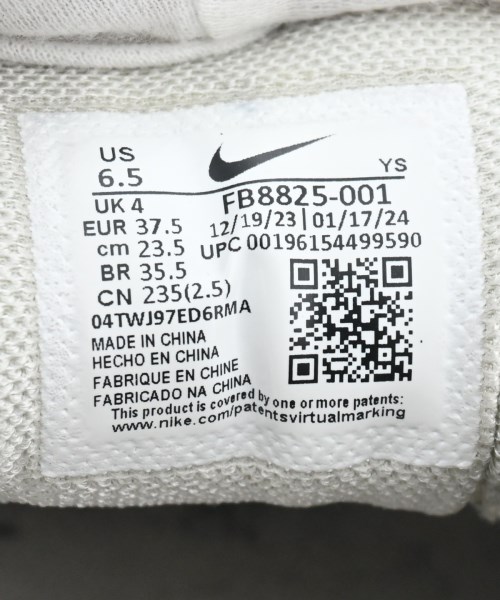 US
6.5
YS
UK 4
FB8825-001
EUR 37.5
12/19/23 | 01/17/24
cm 23.5
UPC 00196154499590
BR 35.5
CN 235(2.5)
04TWJ97ED6RMA
MADE IN CHINA
HECHO EN CHINA
FABRIQUE EN CHINE
FABRICADO NA CHINA
This product is covered by one or more patents:
www.nike.com/patentsvirtualmarking